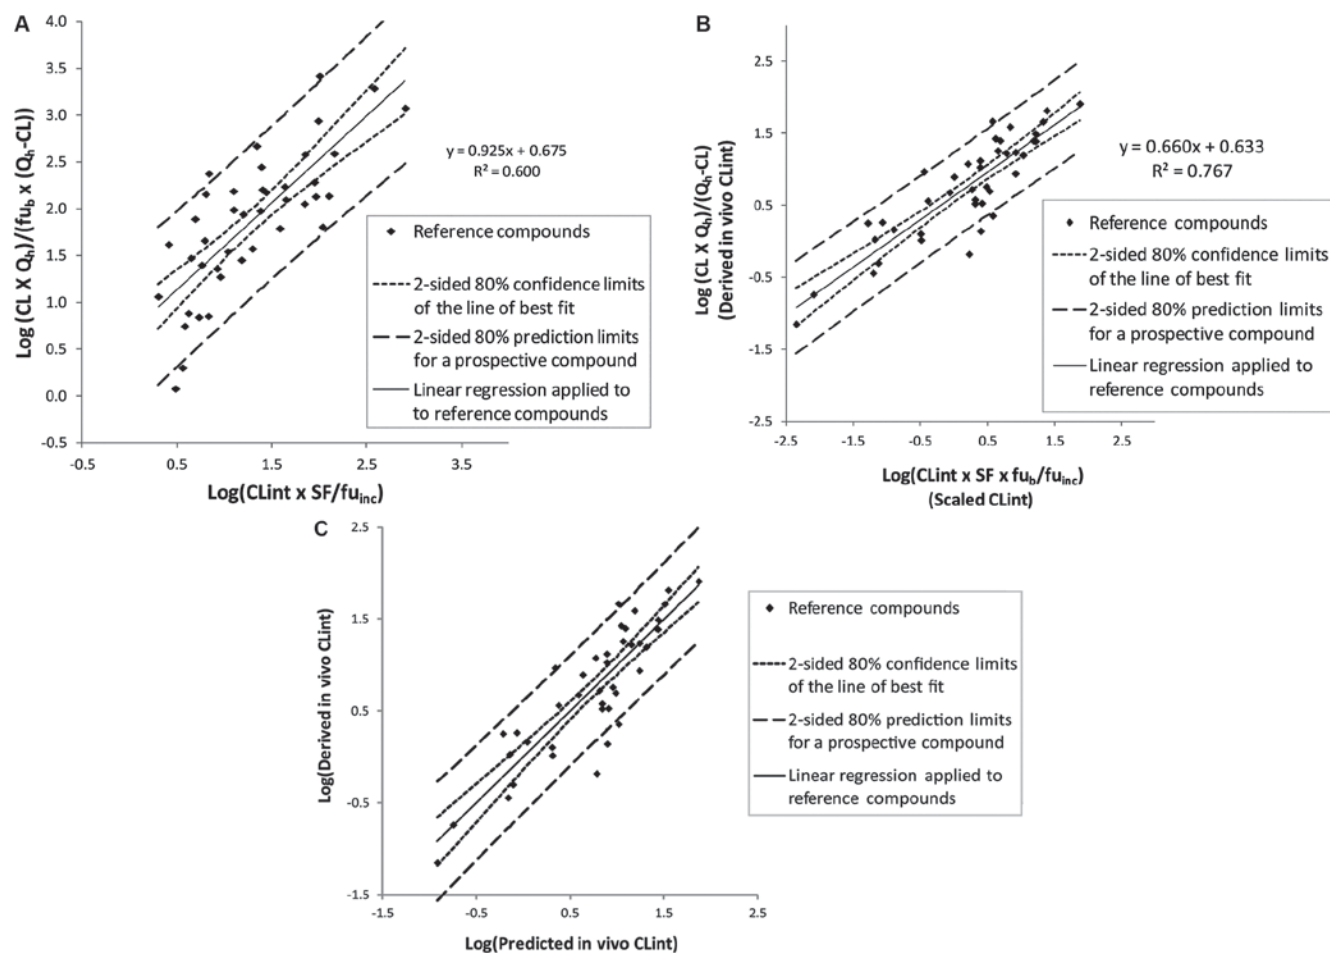 A
Log (CL X Qh)/(fub x (Qh-CL))
4.0
3.5
3.0
2.5
2.0
1.5
1.0
0.5
0.0
-0.5
-0.5
0.5
1.5
2.5
3.5
Log(CLint x SF/fuinc)
y = 0.925x + 0.675
R² = 0.600
Reference compounds
2-sided 80% confidence limits
of the line of best fit
2-sided 80% prediction limits
for a prospective compound
Linear regression applied to
to reference compounds
B
Log (CL X Qh)/(Qh-CL)
(Derived in vivo CLint)
2.5
1.5
0.5
-0.5
-1.5
-2.5
-2.5
-1.5
-0.5
0.5
1.5
2.5
Log(CLint x SF x fub/fuinc)
(Scaled CLint)
y = 0.660x + 0.633
R² = 0.767
Reference compounds
2-sided 80% confidence limits
of the line of best fit
2-sided 80% prediction limits
for a prospective compound
Linear regression applied to
reference compounds
C
Log(Derived in vivo CLint)
2.5
1.5
0.5
-0.5
-1.5
-1.5
-0.5
0.5
1.5
2.5
Log(Predicted in vivo CLint)
Reference compounds
2-sided 80% confidence limits
of the line of best fit
2-sided 80% prediction limits
for a prospective compound
Linear regression applied to
reference compounds